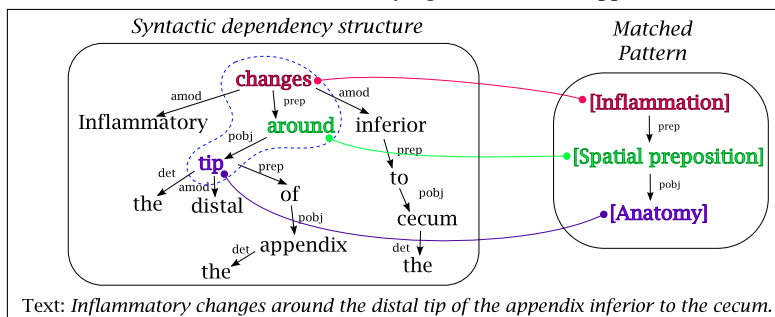 Syntactic dependency structure
Matched
Pattern
changes
amod
prep
amod
[Inflammation]
Inflammatory
around
inferior
prep
pobj
prep
[Spatial preposition]
tip
prep
to
pobj
det
amod
of
pobj
the
distal
pobj
cecum
[Anatomy]
appendix
det
det
the
the
Text: Inflammatory changes around the distal tip of the appendix inferior to the cecum.